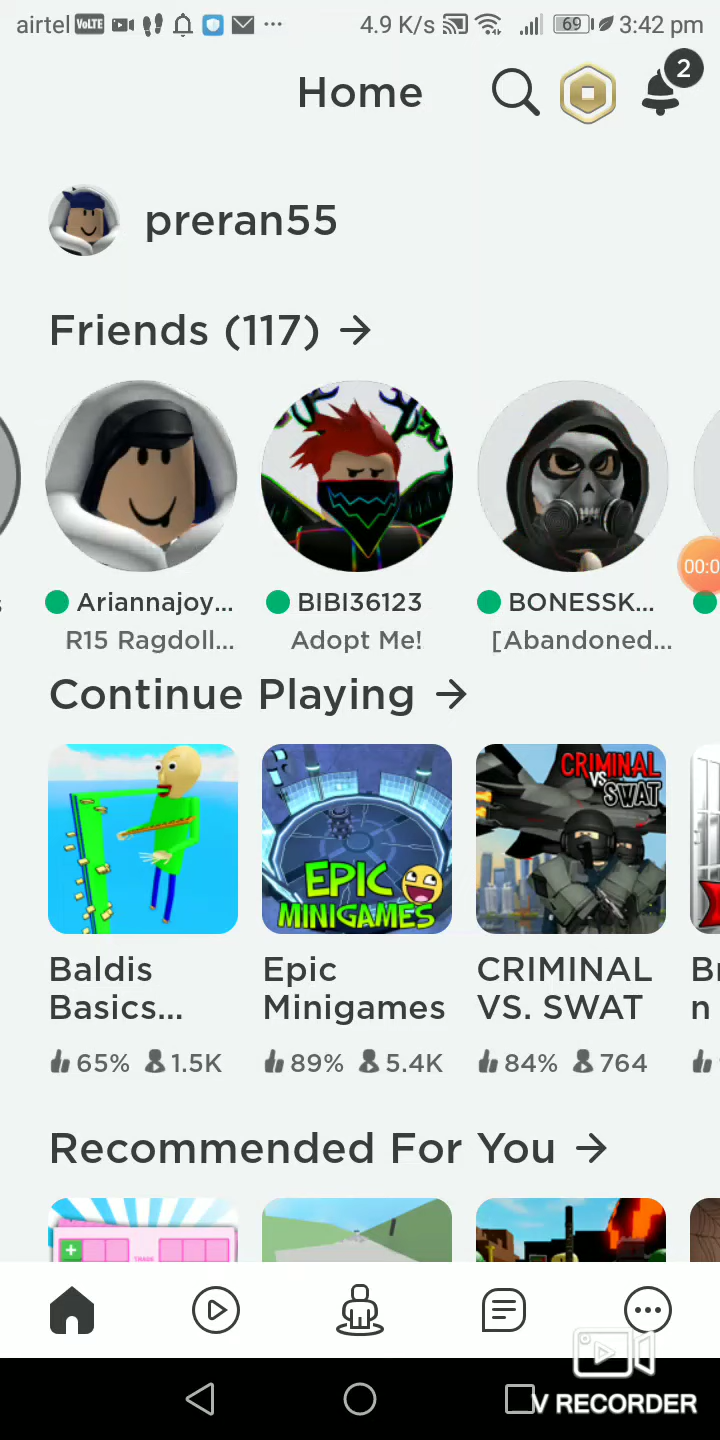 airtel VoLTE ... 4.9 K/s 69 3:42 pm
Home
2
preran55
Friends (117) →
00:0
Ariannajoy... BIBI36123 BONESSK...
R15 Ragdoll... Adopt Me! [Abandoned...
Continue Playing →
CRIMINAL
VS
SWAT
EPIC
MINIGAMES
Baldis Epic CRIMINAL
Basics... Minigames VS. SWAT
65% 1.5K 89% 5.4K 84% 764
Recommended For You →
V RECORDER